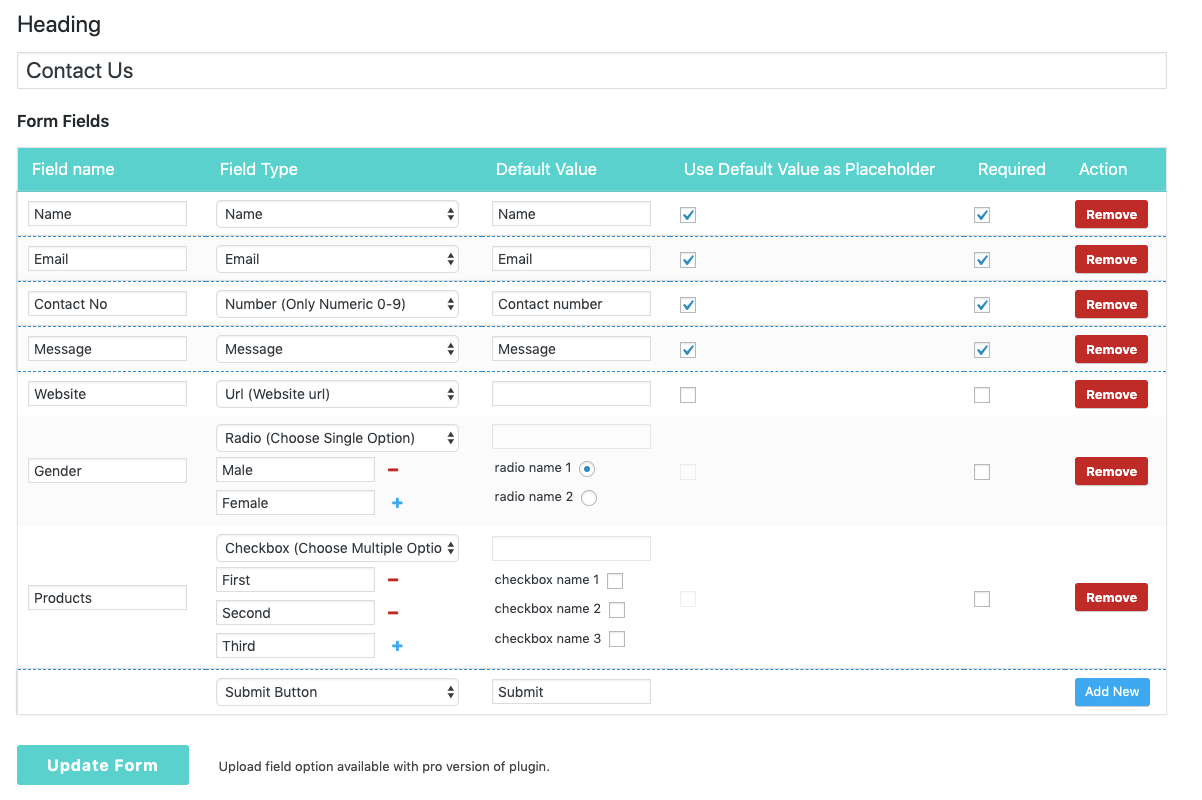 Heading
Contact Us
Form Fields
Field name Field Type Default Value Use Default Value as Placeholder Required Action
Name Name Name Remove
Email Email Email Remove
Contact No Number (Only Numeric 0-9) Contact number Remove
Message Message Message Remove
Website Url (Website url) Remove
Radio (Choose Single Option)
Gender Male radio name 1 Remove
Female radio name 2
Checkbox (Choose Multiple Optio
First checkbox name 1
Products Second checkbox name 2 Remove
Third checkbox name 3
Submit Button Submit Add New
Update Form Upload field option available with pro version of plugin.